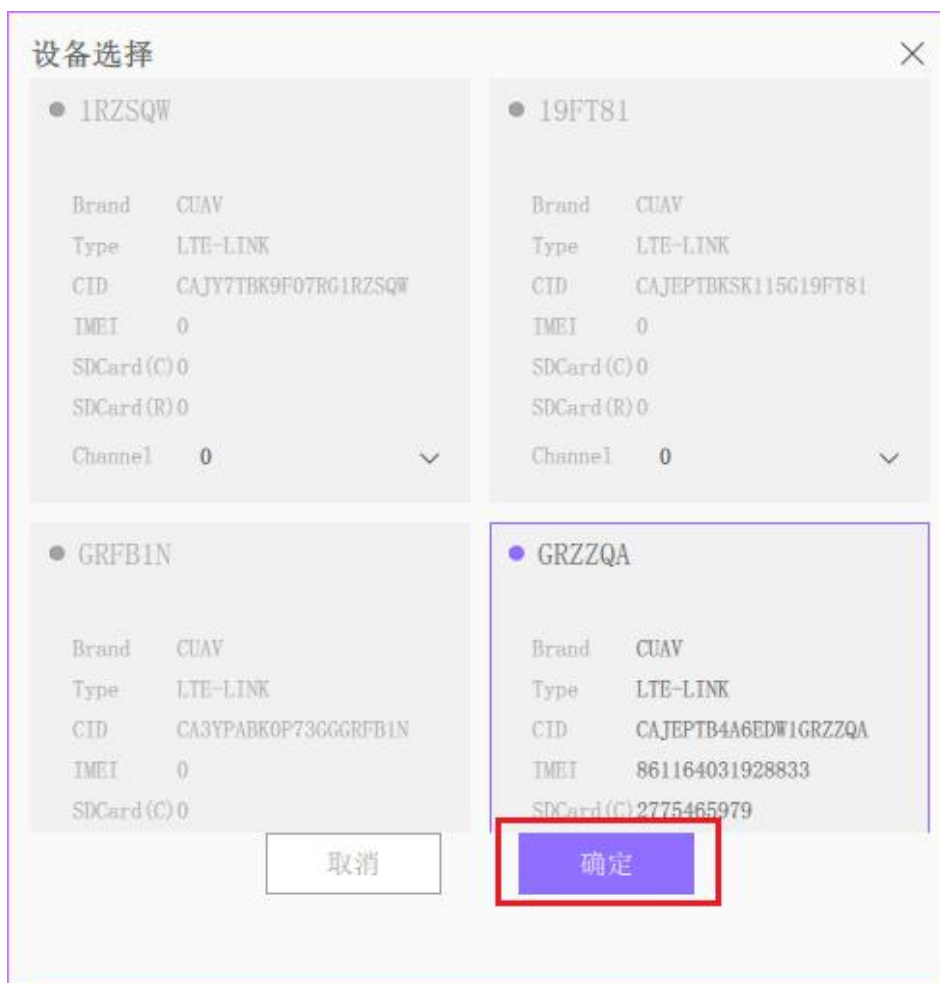 设备选择
1RZSQW
Brand CUAV
Type LTE-LINK
CID CAJY7TBK9F07RG1RZSQW
IMEI 0
SDCard(C)0
SDCard(R)0
Channel 0
19FT81
Brand CUAV
Type LTE-LINK
CID CAJEPTBKSK115G19FT81
IMEI 0
SDCard(C)0
SDCard(R)0
Channel 0
GRFB1N
Brand CUAV
Type LTE-LINK
CID CA3YPABK0P73GGGRFB1N
IMEI 0
SDCard(C)0
GRZZQA
Brand CUAV
Type LTE-LINK
CID CAJEPTB4A6EDW1GRZZQA
IMEI 861164031928833
SDCard(C)2775465979
取消
确定